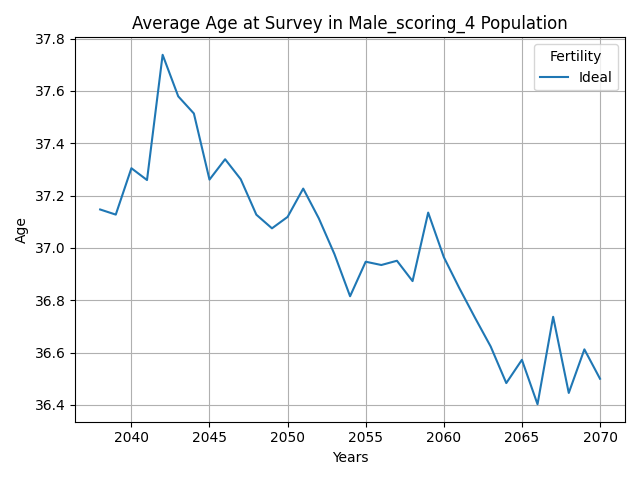 Average Age at Survey in Male_scoring_4 Population
Fertility
Ideal
37.8
37.6
37.4
37.2
37.0
36.8
36.6
36.4
Age
2040 2045 2050 2055 2060 2065 2070
Years